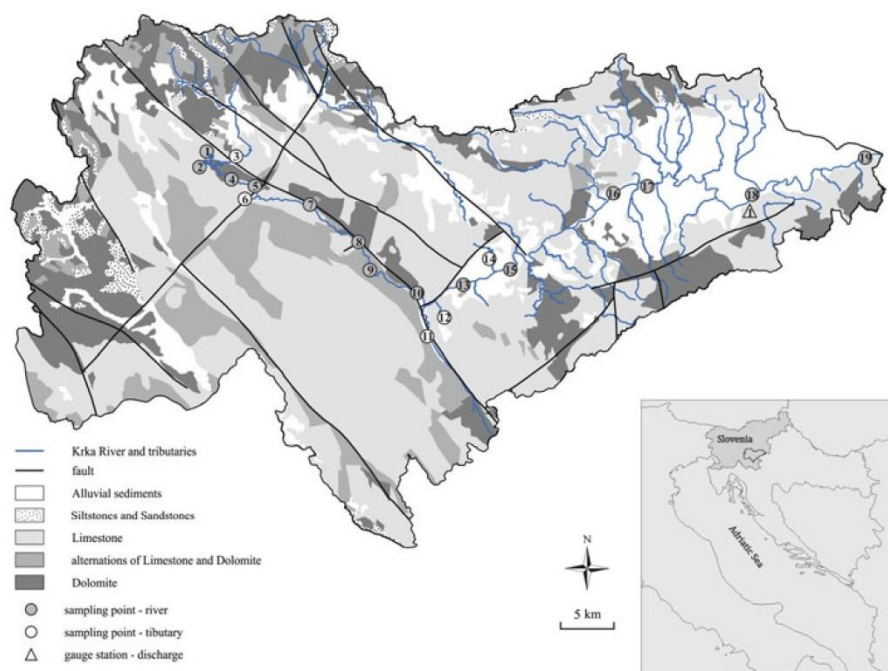 1
2
3
4
5
6
7
8
9
10
11
12
13
14
15
16
17
18
19
Krka River and tributaries
fault
Alluvial sediments
Siltstones and Sandstones
Limestone
alternations of Limestone and Dolomite
Dolomite
sampling point - river
sampling point - tibutary
gauge station - discharge
N
5 km
Slovenia
Adriatic Sea